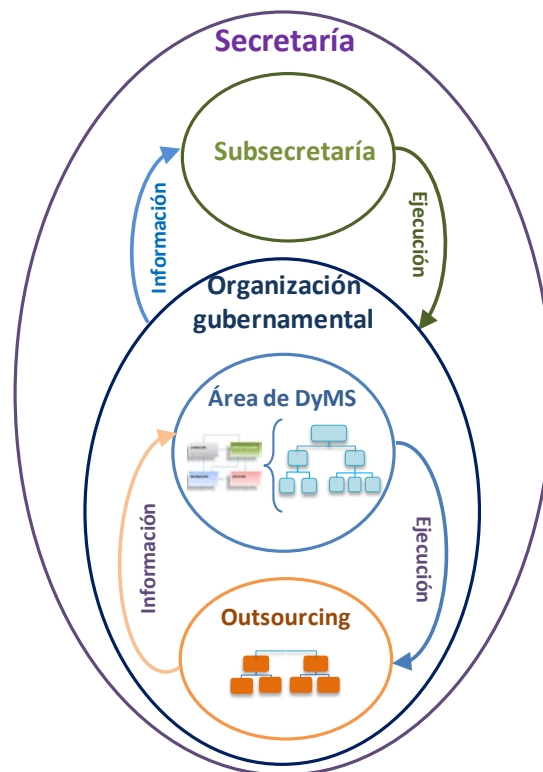 Secretaría
Subsecretaría
Información
Ejecución
Organización
gubernamental
Área de DyMS
Información
Ejecución
Outsourcing